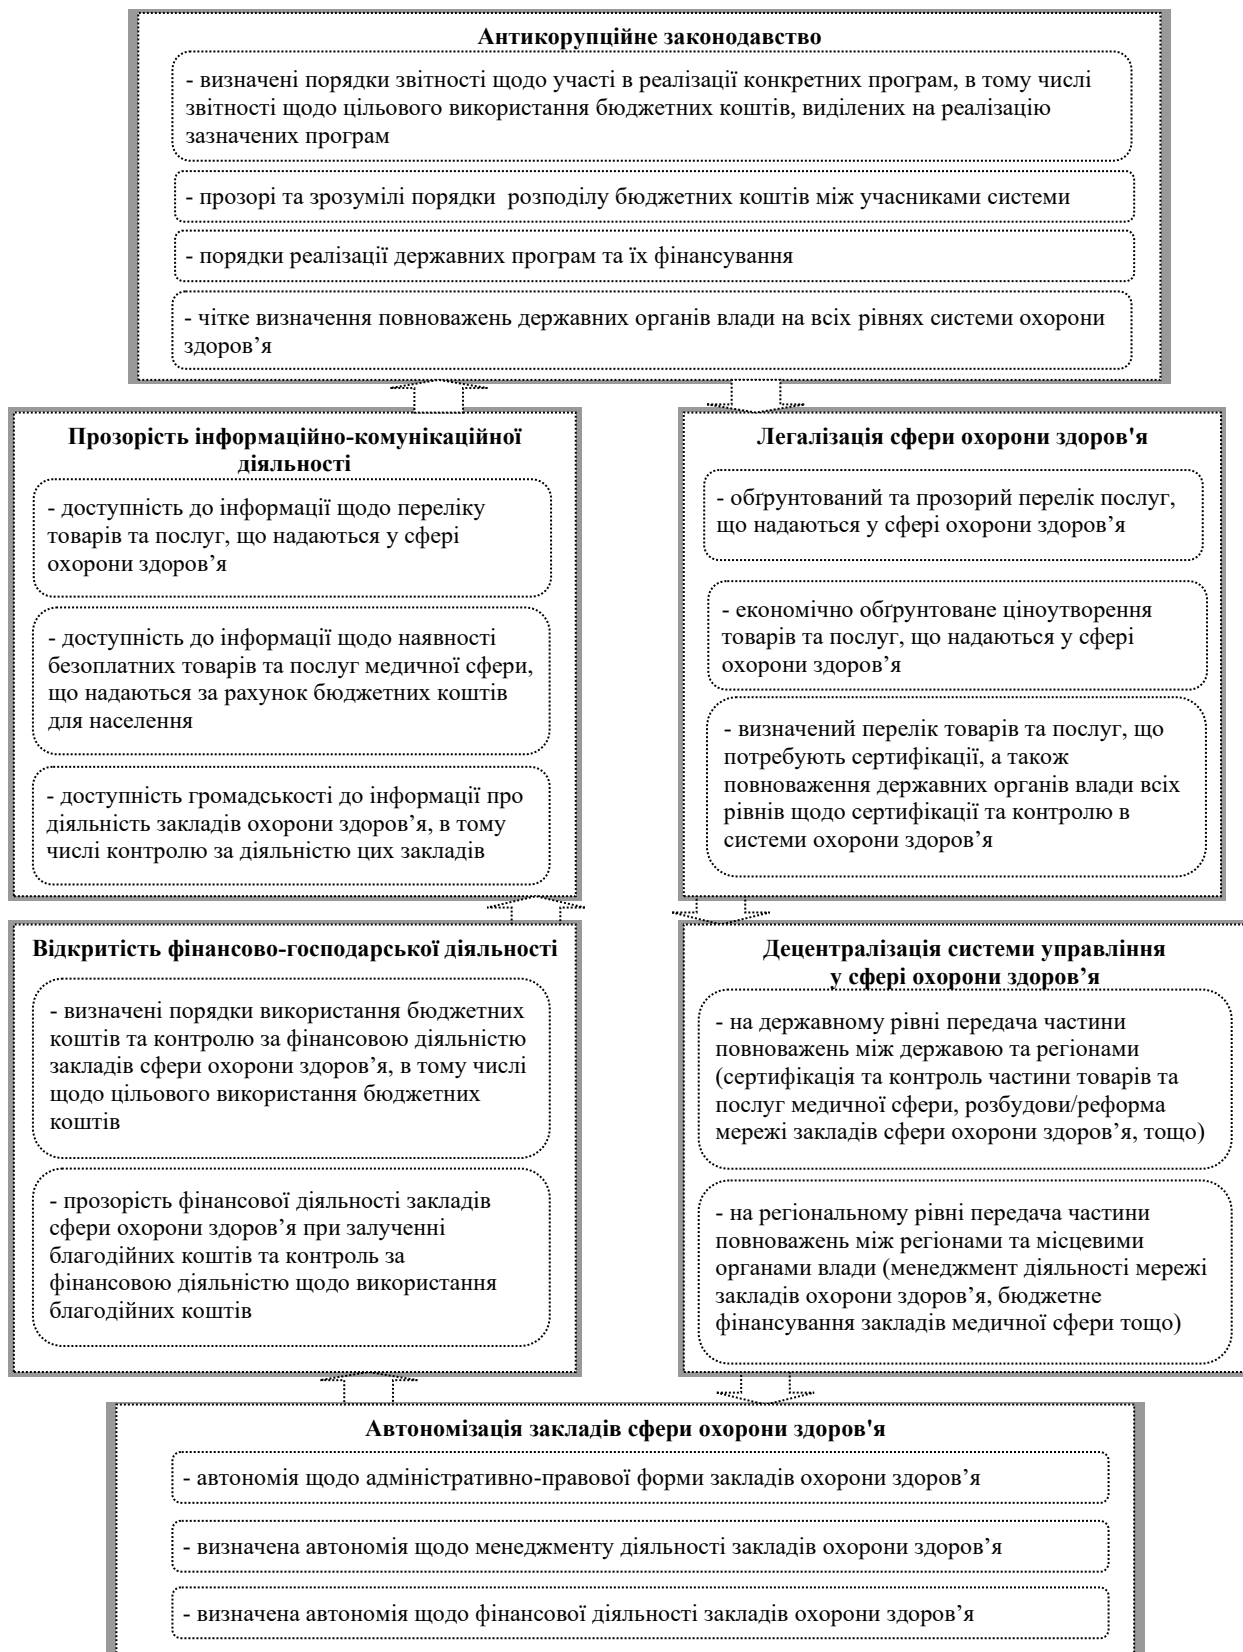 Антикорупційне законодавство
- визначені порядки звітності щодо участі в реалізації конкретних програм, в тому числі
звітності щодо цільового використання бюджетних коштів, виділених на реалізацію
зазначених програм
- прозорі та зрозумілі порядки розподілу бюджетних коштів між учасниками системи
- порядки реалізації державних програм та їх фінансування
- чітке визначення повноважень державних органів влади на всіх рівнях системи охорони
здоров’я
Прозорість інформаційно-комунікаційної
діяльності
- доступність до інформації щодо переліку
товарів та послуг, що надаються у сфері
охорони здоров’я
- доступність до інформації щодо наявності
безоплатних товарів та послуг медичної сфери,
що надаються за рахунок бюджетних коштів
для населення
- доступність громадськості до інформації про
діяльність закладів охорони здоров’я, в тому
числі контролю за діяльністю цих закладів
Легалізація сфери охорони здоров'я
- обґрунтований та прозорий перелік послуг,
що надаються у сфері охорони здоров’я
- економічно обґрунтоване ціноутворення
товарів та послуг, що надаються у сфері
охорони здоров’я
- визначений перелік товарів та послуг, що
потребують сертифікації, а також
повноваження державних органів влади всіх
рівнів щодо сертифікації та контролю в
системи охорони здоров’я
Відкритість фінансово-господарської діяльності
- визначені порядки використання бюджетних
коштів та контролю за фінансовою діяльністю
закладів сфери охорони здоров’я, в тому числі
щодо цільового використання бюджетних
коштів
- прозорість фінансової діяльності закладів
сфери охорони здоров’я при залученні
благодійних коштів та контроль за
фінансовою діяльністю щодо використання
благодійних коштів
Децентралізація системи управління
у сфері охорони здоров’я
- на державному рівні передача частини
повноважень між державою та регіонами
(сертифікація та контроль частини товарів та
послуг медичної сфери, розбудови/реформа
мережі закладів сфери охорони здоров’я, тощо)
- на регіональному рівні передача частини
повноважень між регіонами та місцевими
органами влади (менеджмент діяльності мережі
закладів охорони здоров’я, бюджетне
фінансування закладів медичної сфери тощо)
Автономізація закладів сфери охорони здоров'я
- автономія щодо адміністративно-правової форми закладів охорони здоров’я
- визначена автономія щодо менеджменту діяльності закладів охорони здоров’я
- визначена автономія щодо фінансової діяльності закладів охорони здоров’я